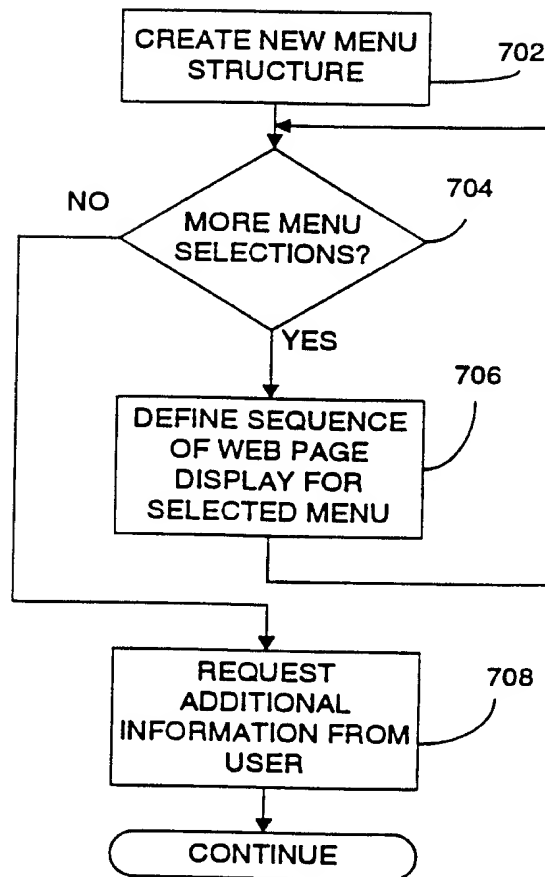 CREATE NEW MENU
STRUCTURE
702
704
NO
MORE MENU
SELECTIONS?
YES
706
DEFINE SEQUENCE
OF WEB PAGE
DISPLAY FOR
SELECTED MENU
REQUEST
ADDITIONAL
INFORMATION FROM
USER
708
CONTINUE